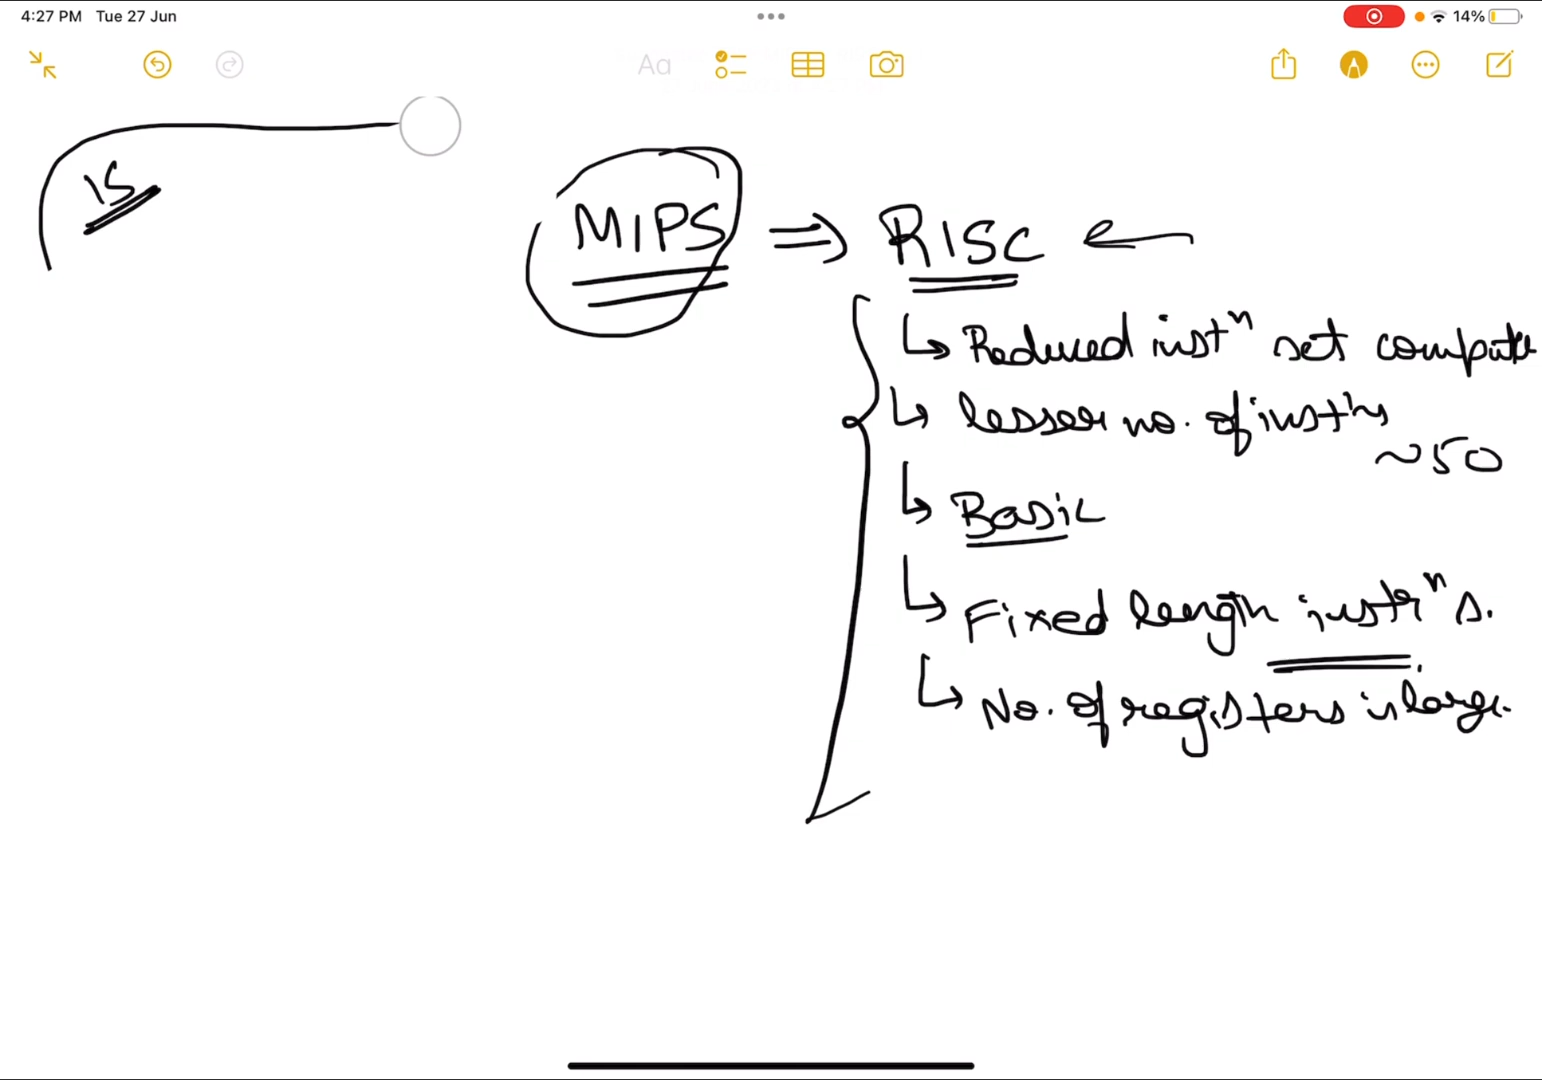 4:27 PM Tue 27 Jun
14%
Aa
IS
MIPS ⇒ RISC ←
↳ Reduced instⁿ set compute
↳ lesser no. of instⁿs
~50
↳ Basic
↳ Fixed length instrⁿs.
↳ No. of registers is large.